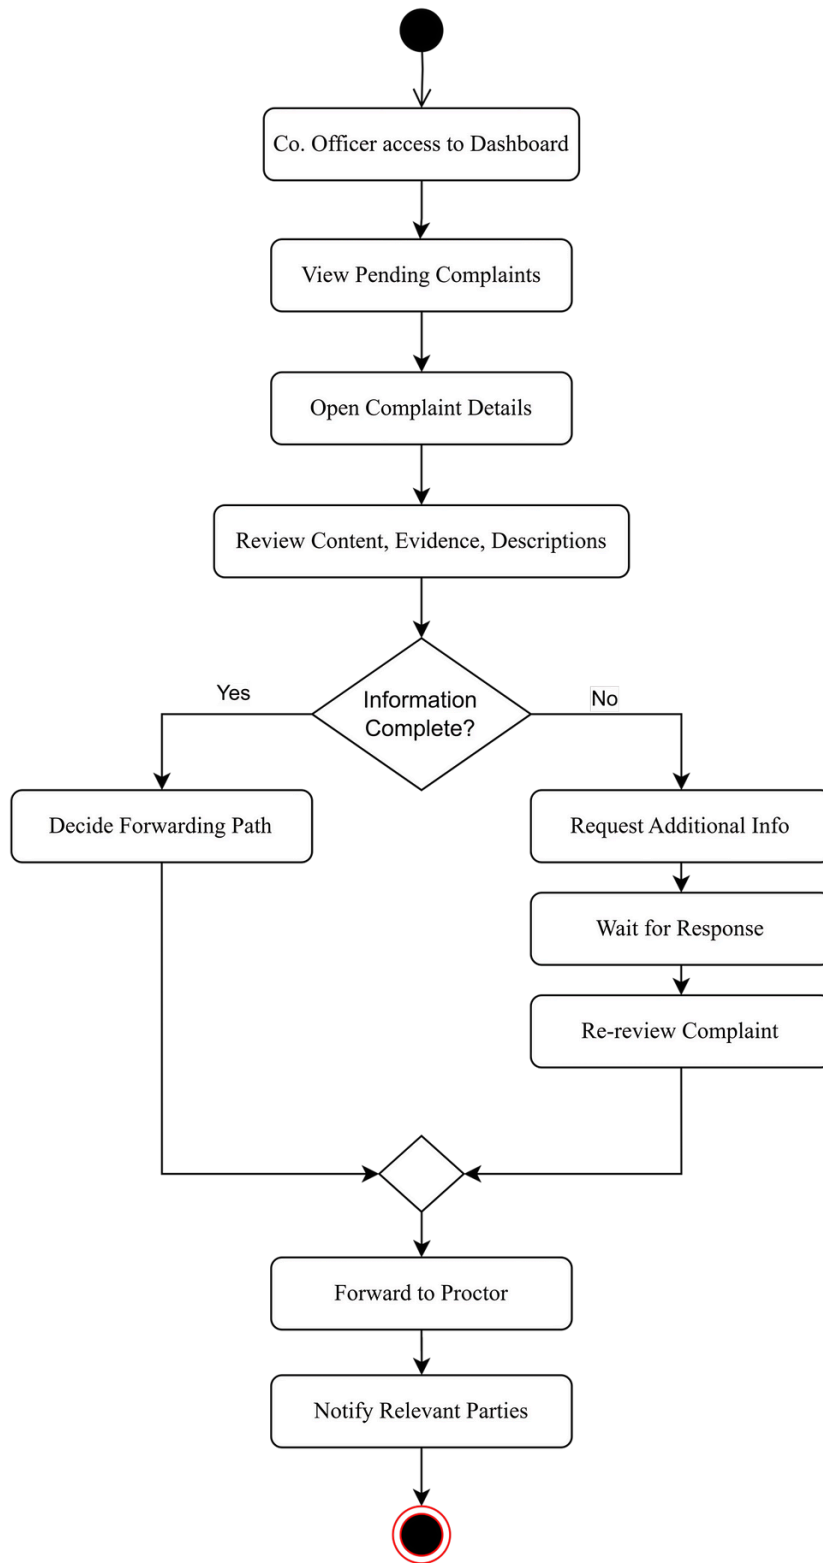 Co. Officer access to Dashboard
View Pending Complaints
Open Complaint Details
Review Content, Evidence, Descriptions
Yes
Information
Complete?
No
Decide Forwarding Path
Request Additional Info
Wait for Response
Re-review Complaint
Forward to Proctor
Notify Relevant Parties